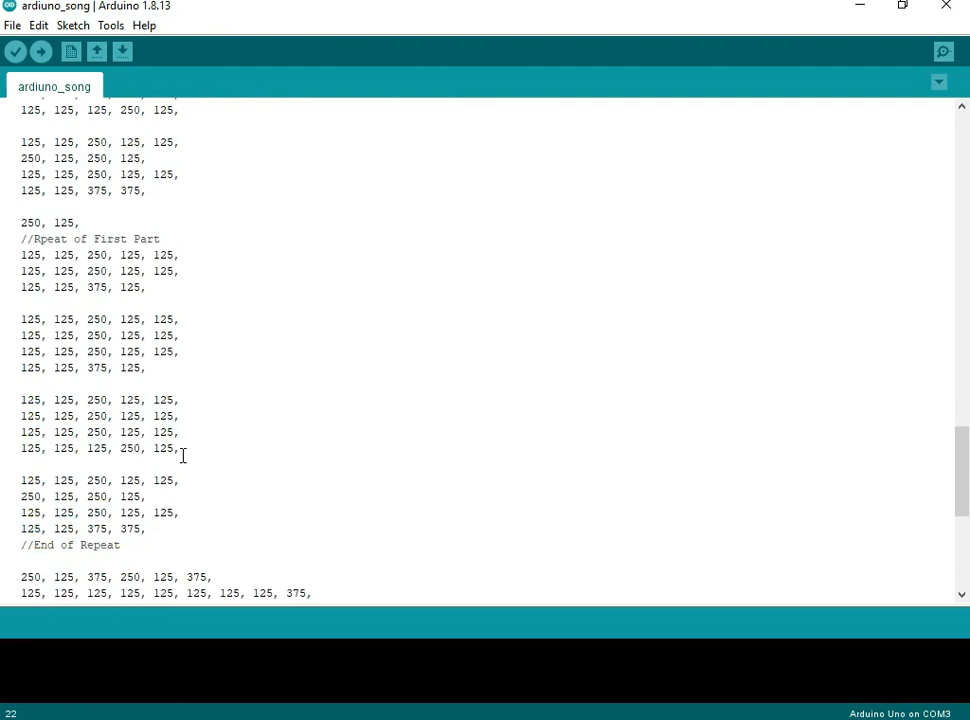 ardiuno_song | Arduino 1.8.13
File Edit Sketch Tools Help
ardiuno_song
125, 125, 125, 250, 125,
125, 125, 250, 125, 125,
250, 125, 250, 125,
125, 125, 250, 125, 125,
125, 125, 375, 375,
250, 125,
//Rpeat of First Part
125, 125, 250, 125, 125,
125, 125, 250, 125, 125,
125, 125, 375, 125,
125, 125, 250, 125, 125,
125, 125, 250, 125, 125,
125, 125, 250, 125, 125,
125, 125, 375, 125,
125, 125, 250, 125, 125,
125, 125, 250, 125, 125,
125, 125, 250, 125, 125,
125, 125, 125, 250, 125,
125, 125, 250, 125, 125,
250, 125, 250, 125,
125, 125, 250, 125, 125,
125, 125, 375, 375,
//End of Repeat
250, 125, 375, 250, 125, 375,
125, 125, 125, 125, 125, 125, 125, 125, 375,
22
Arduino Uno on COM3